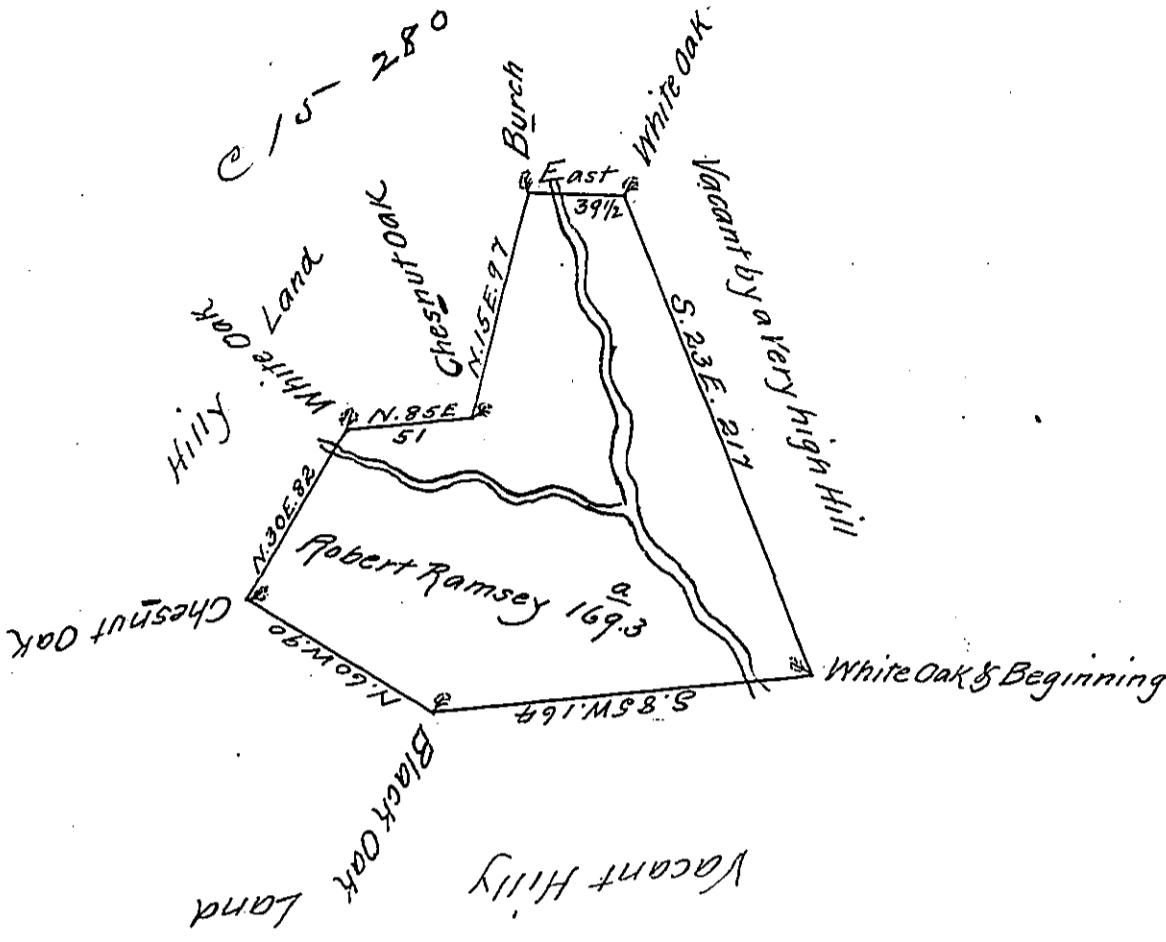 C 15 280
Burch
White Oak
East
39½
Chesnut Oak
N.15E.97
Vacant by a Very high Hill
S.23E. 217
Hilly Land
White Oak
N.85E
51
N.30E.82
Robert Ramsey 169.3
a
Chesnut Oak
N.60W.90
White Oak & Beginning
S.85W.164
Black Oak
Vacant Hilly
Land